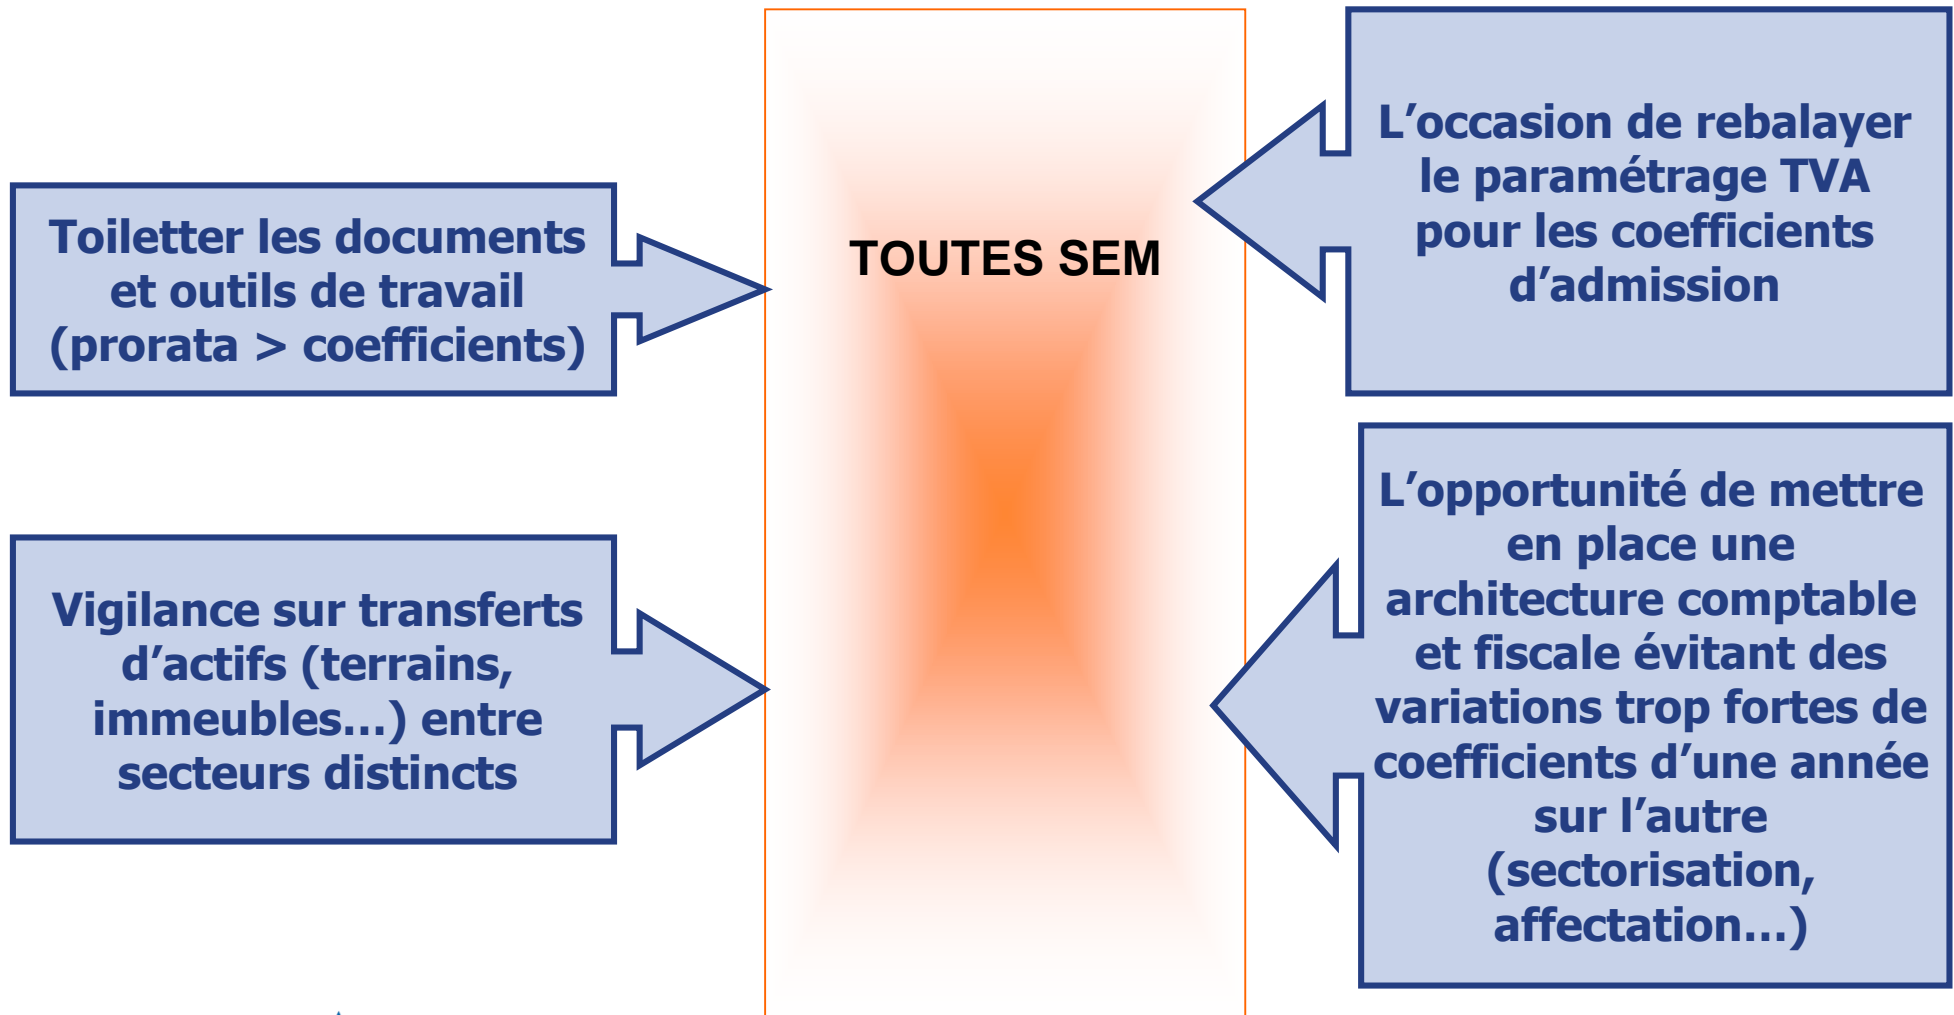 Toiletter les documents
et outils de travail
(prorata > coefficients)
Vigilance sur transferts
d’actifs (terrains,
immeubles…) entre
secteurs distincts
TOUTES SEM
L’occasion de rebalayer
le paramétrage TVA
pour les coefficients
d’admission
L’opportunité de mettre
en place une
architecture comptable
et fiscale évitant des
variations trop fortes de
coefficients d’une année
sur l’autre
(sectorisation,
affectation…)